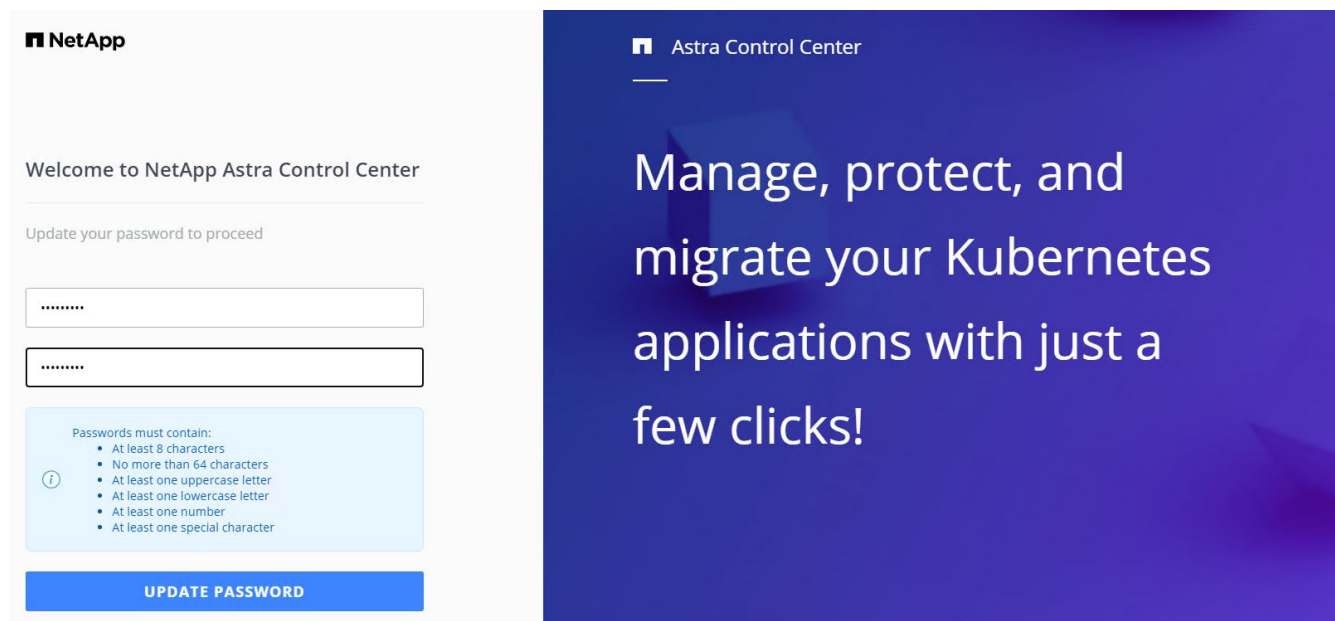 NetApp
Welcome to NetApp Astra Control Center
Update your password to proceed
•••••••••
•••••••••
Passwords must contain:
• At least 8 characters
• No more than 64 characters
• At least one uppercase letter
• At least one lowercase letter
• At least one number
• At least one special character
UPDATE PASSWORD
Astra Control Center
Manage, protect, and
migrate your Kubernetes
applications with just a
few clicks!